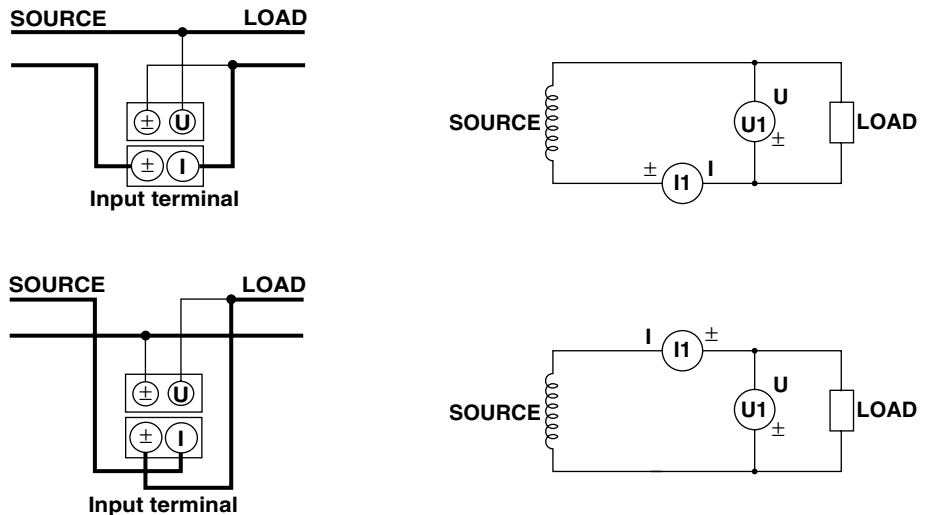 SOURCE LOAD
± U
± I
Input terminal
SOURCE U U1 ± LOAD
± I1 I
SOURCE LOAD
± U
± I
Input terminal
I I1 ±
SOURCE U U1 ± LOAD